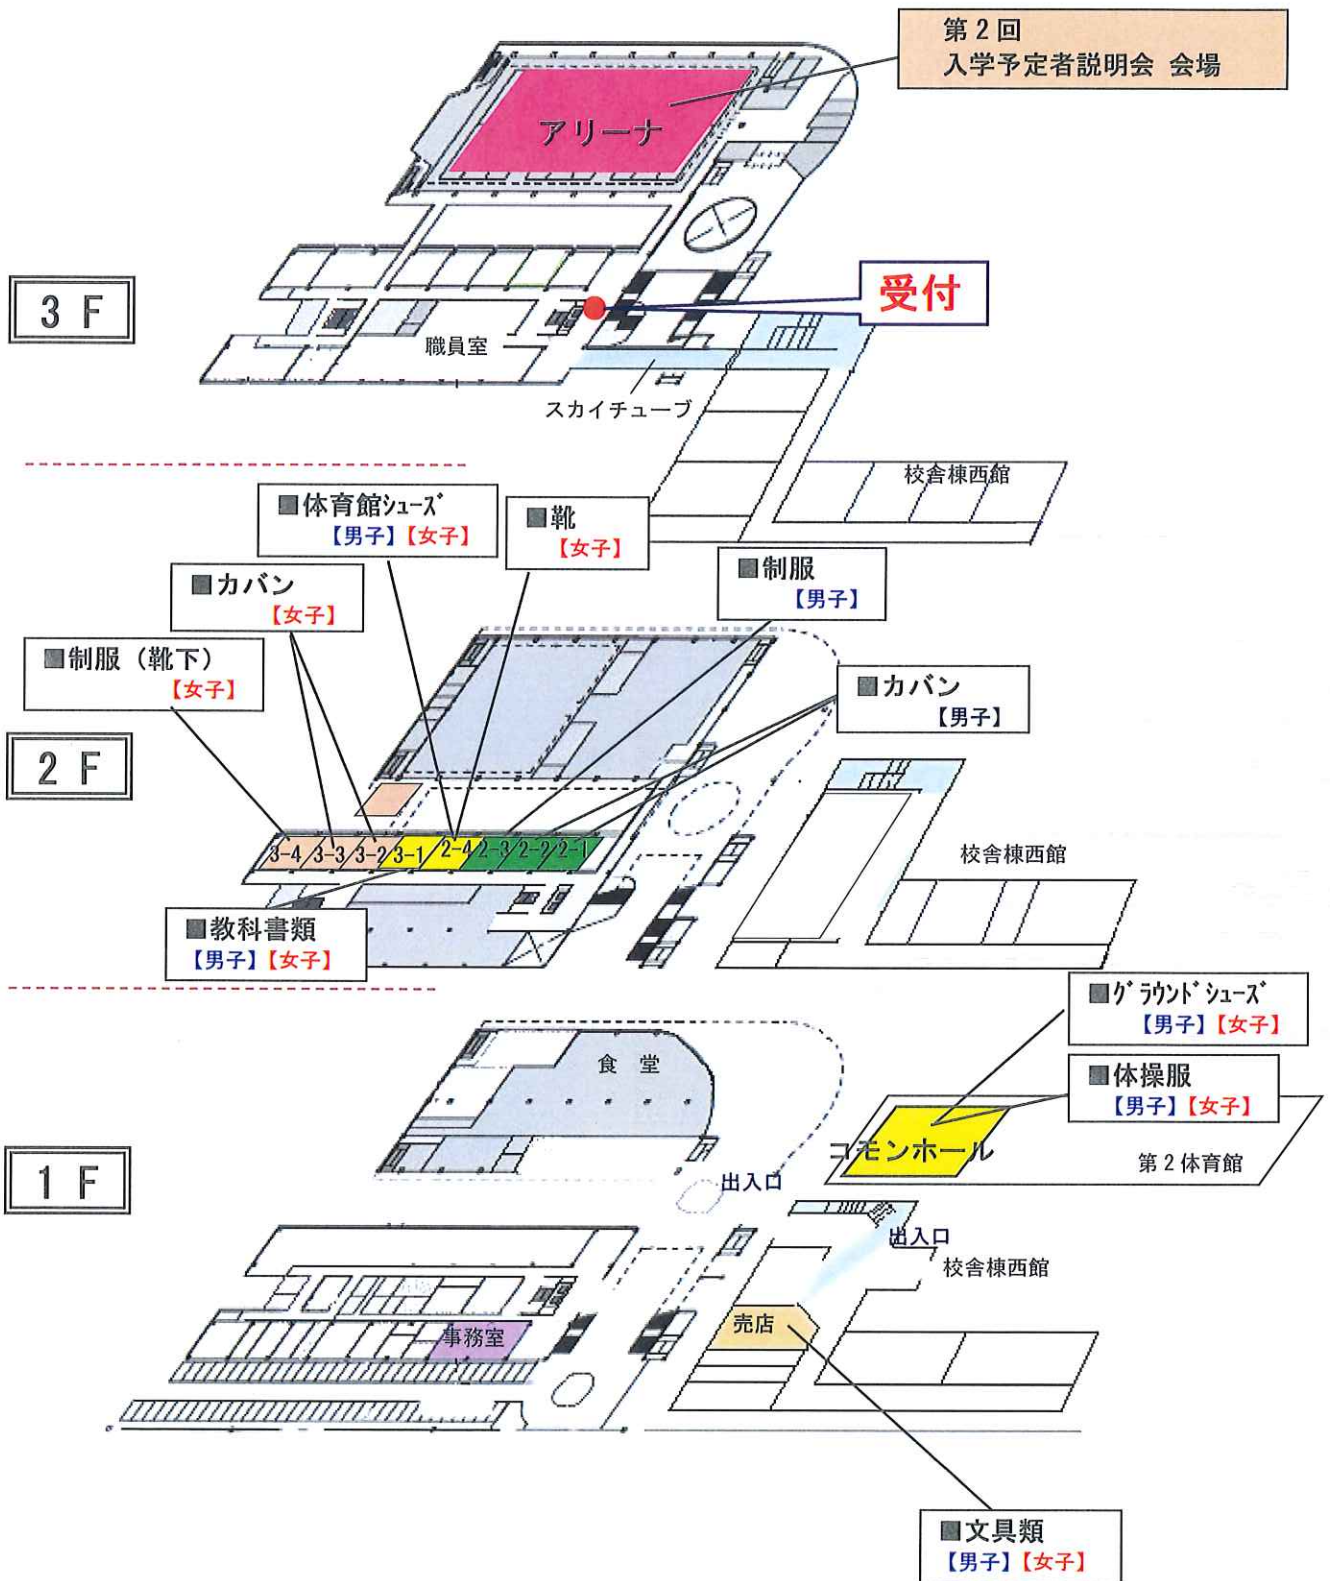 第2回
入学予定者説明会 会場
アリーナ
3 F
受付
職員室
スカイチューブ
校舎棟西館
■体育館ｼｭｰｽﾞ
【男子】【女子】
■靴
【女子】
■制服
【男子】
■カバン
【女子】
■制服（靴下）
【女子】
■カバン
【男子】
2 F
3-4 3-3 3-2 3-1 2-4 2-3 2-2 2-1
校舎棟西館
■教科書類
【男子】【女子】
■ｸﾞﾗｳﾝﾄﾞｼｭｰｽﾞ
【男子】【女子】
食 堂
■体操服
【男子】【女子】
コモンホール
第2体育館
1 F
出入口
出入口
校舎棟西館
売店
事務室
■文具類
【男子】【女子】